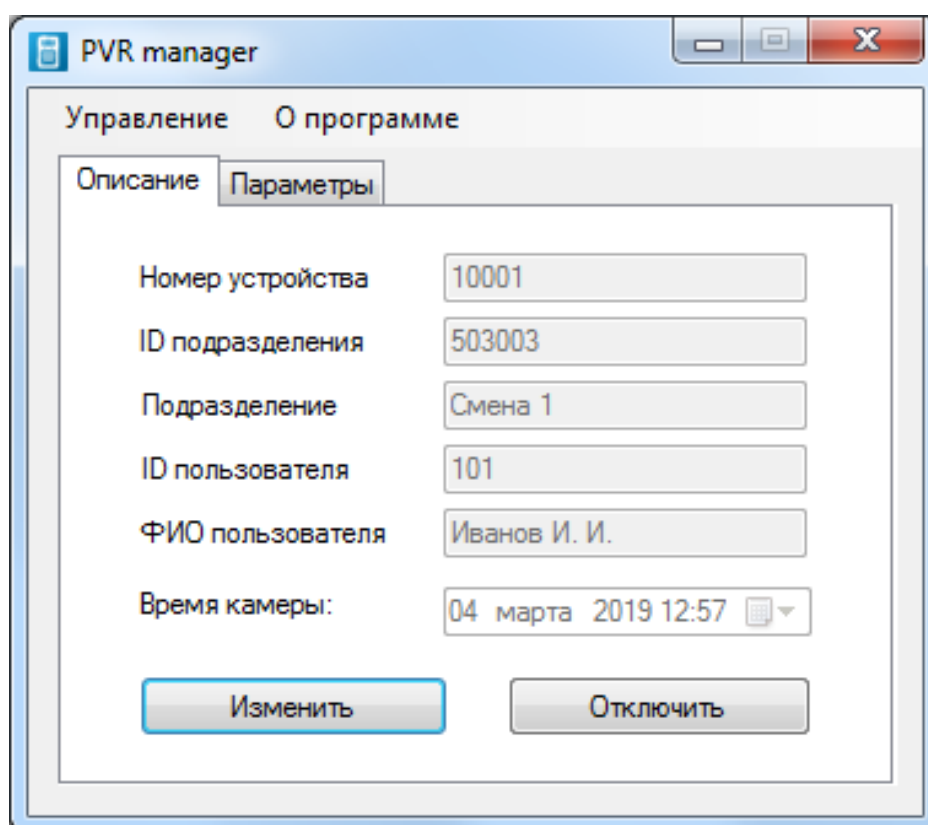 PVR manager
Управление О программе
Описание Параметры
Номер устройства 10001
ID подразделения 503003
Подразделение Смена 1
ID пользователя 101
ФИО пользователя Иванов И. И.
Время камеры: 04 марта 2019 12:57
Изменить Отключить